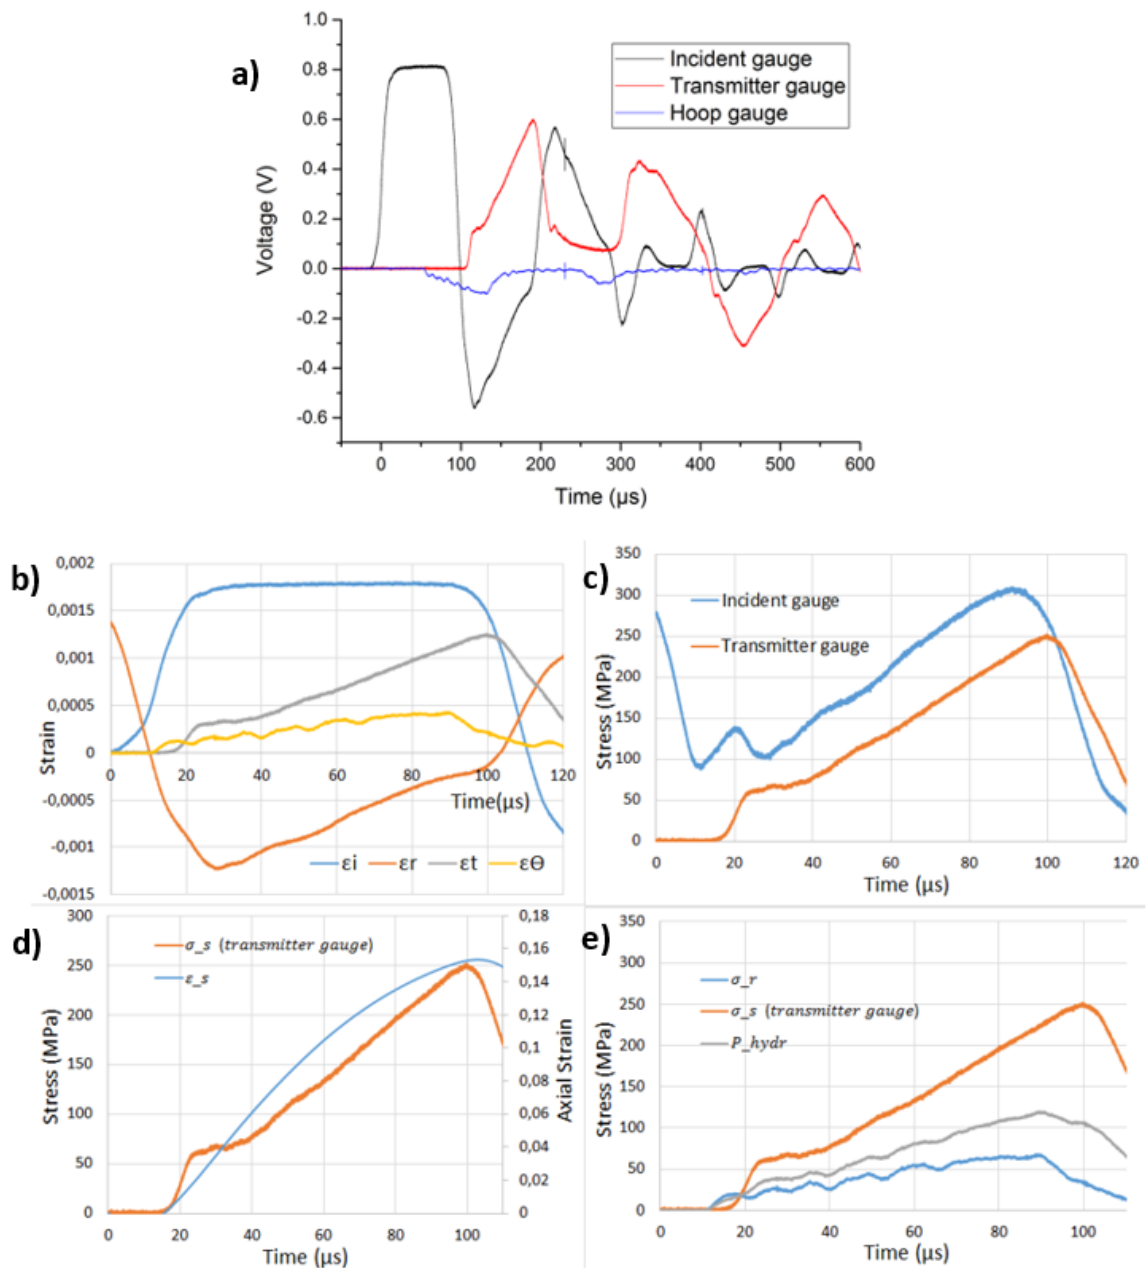 a)
1.0
0.8
0.6
0.4
0.2
0.0
-0.2
-0.4
-0.6
Voltage (V)
Incident gauge
Transmitter gauge
Hoop gauge
0 100 200 300 400 500 600
Time (µs)
b)
0,002
0,0015
0,001
0,0005
0
-0,0005
-0,001
-0,0015
Strain
0 20 40 60 80 100 120
Time(µs)
εi εr εt εΘ
c)
350
300
250
200
150
100
50
0
Stress (MPa)
Incident gauge
Transmitter gauge
0 20 40 60 80 100 120
Time (µs)
d)
300
250
200
150
100
50
0
Stress (MPa)
σ_s (transmitter gauge)
ε_s
0,18
0,16
0,14
0,12
0,1
0,08
0,06
0,04
0,02
0
Axial Strain
0 20 40 60 80 100
Time (µs)
e)
350
300
250
200
150
100
50
0
Stress (MPa)
σ_r
σ_s (transmitter gauge)
P_hydr
0 20 40 60 80 100
Time (µs)